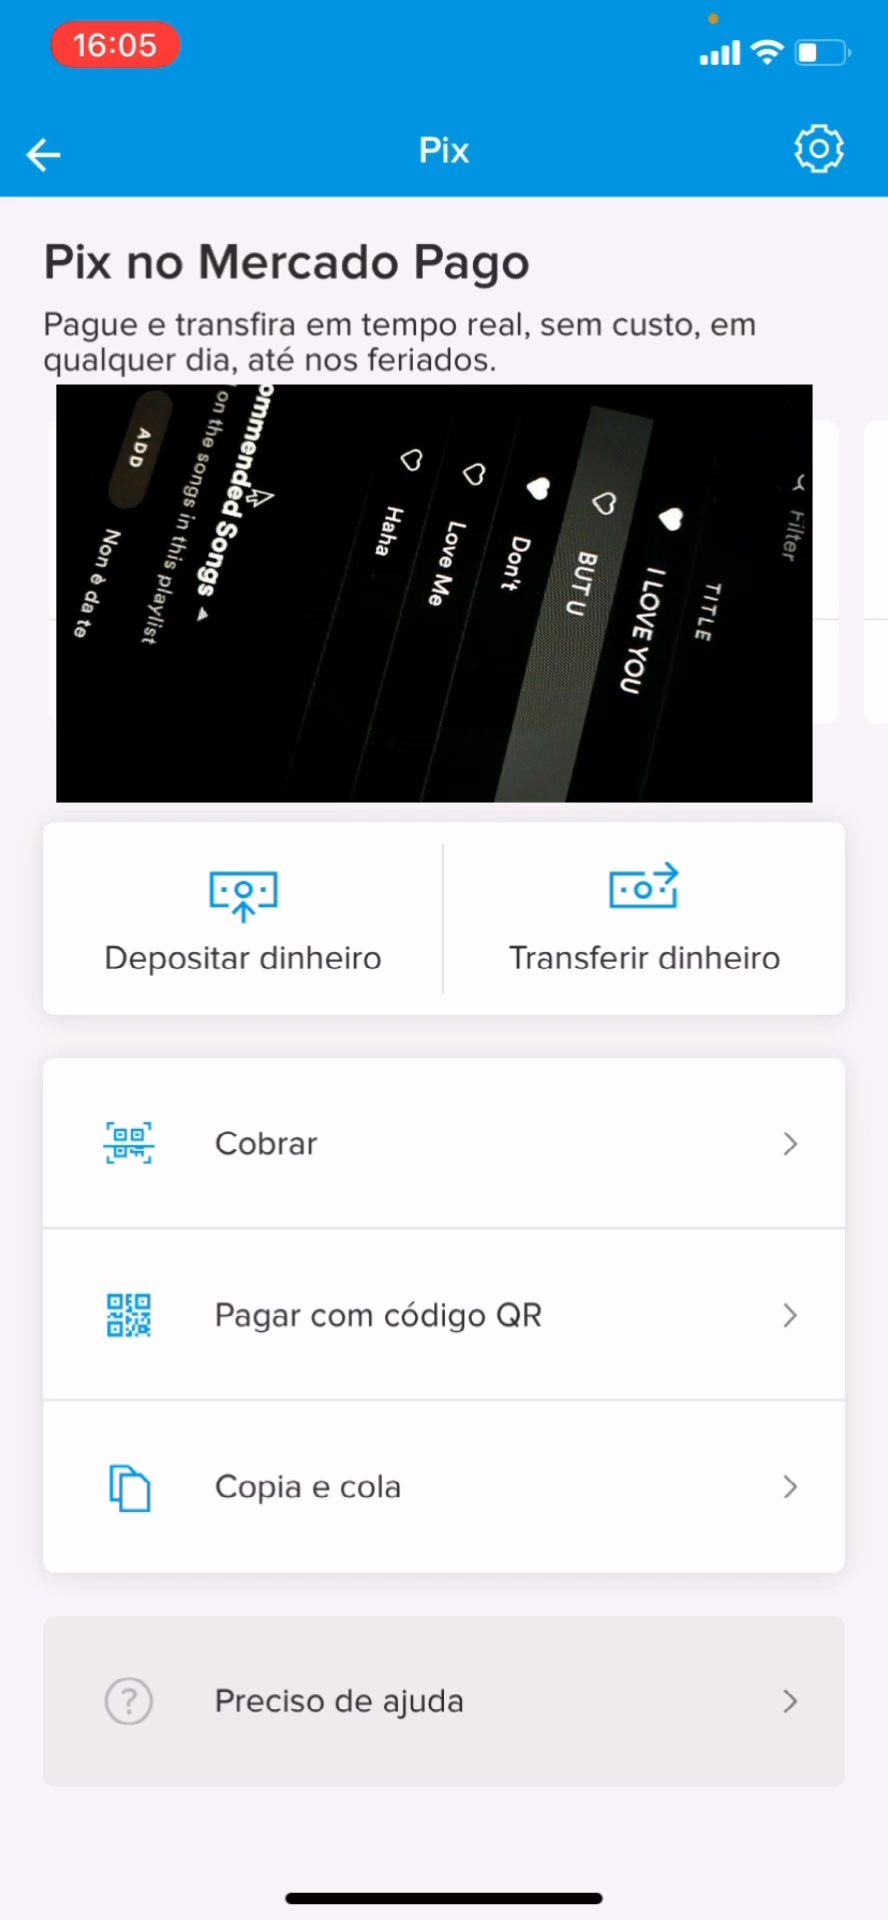 16:05
Pix
Pix no Mercado Pago
Pague e transfira em tempo real, sem custo, em
qualquer dia, até nos feriados.
Filter
TITLE
I LOVE YOU
BUT U
Don't
Love Me
Haha
ommended Songs
on the songs in this playlist
ADD
Non è da te
Depositar dinheiro
Transferir dinheiro
Cobrar
Pagar com código QR
Copia e cola
Preciso de ajuda